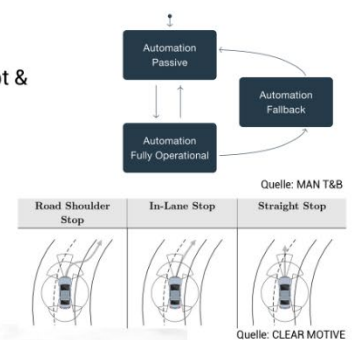 Automation
Passive
pt &
Automation
Fallback
Automation
Fully Operational
Quelle: MAN T&B
Road Shoulder
Stop
In-Lane Stop
Straight Stop
Quelle: CLEAR MOTIVE